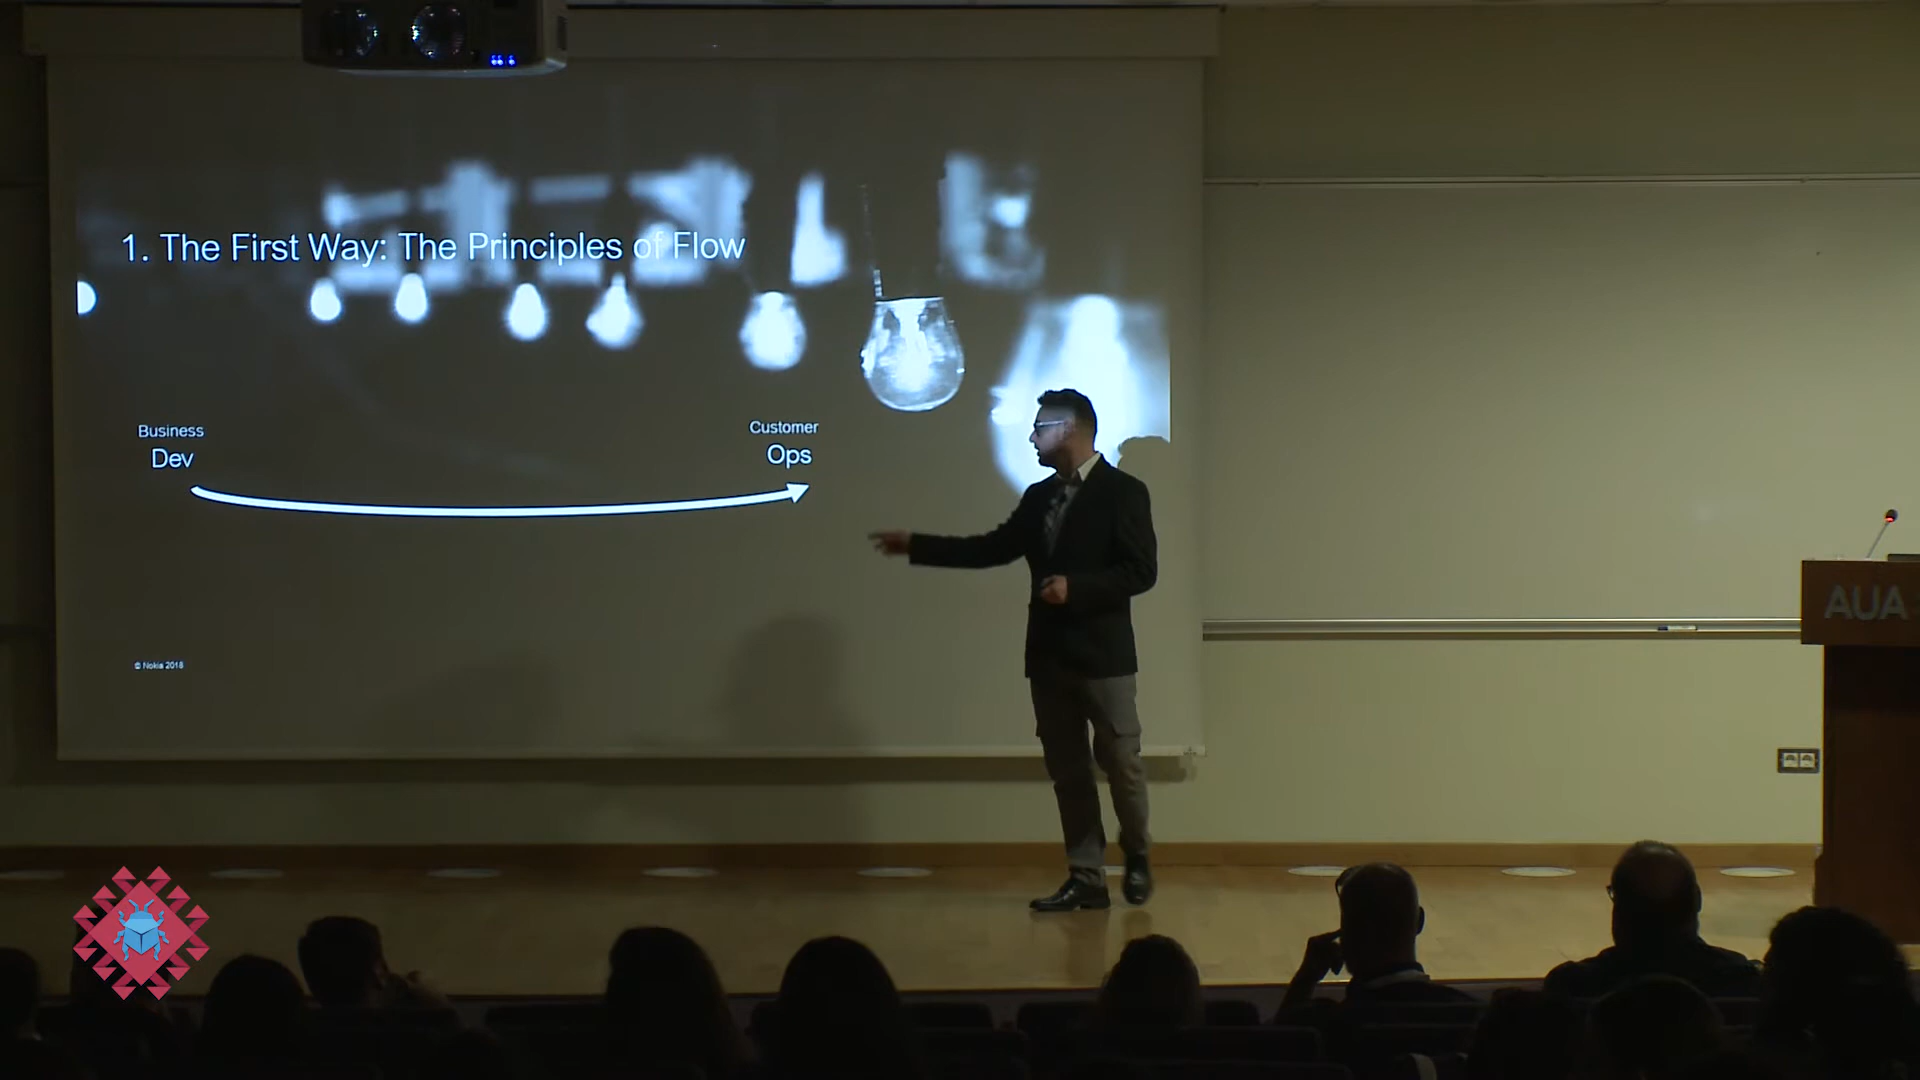 1. The First Way: The Principles of Flow
Business
Dev
Customer
Ops
© Nokia 2018
AUA